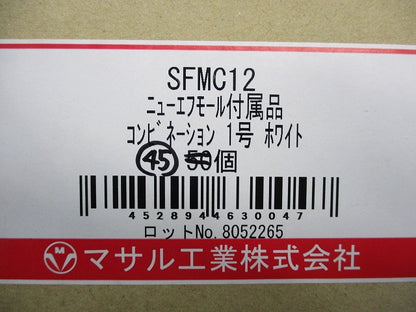 SFMC12
ニューエフモール付属品
コンビネーション 1号 ホワイト
45 50個
4528944630047
ロットNo.8052265
M マサル工業株式会社